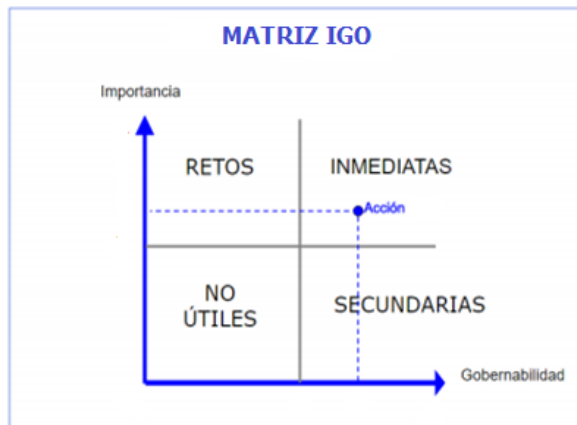 MATRIZ IGO
Importancia
RETOS
INMEDIATAS
Acción
NO
ÚTILES
SECUNDARIAS
Gobernabilidad